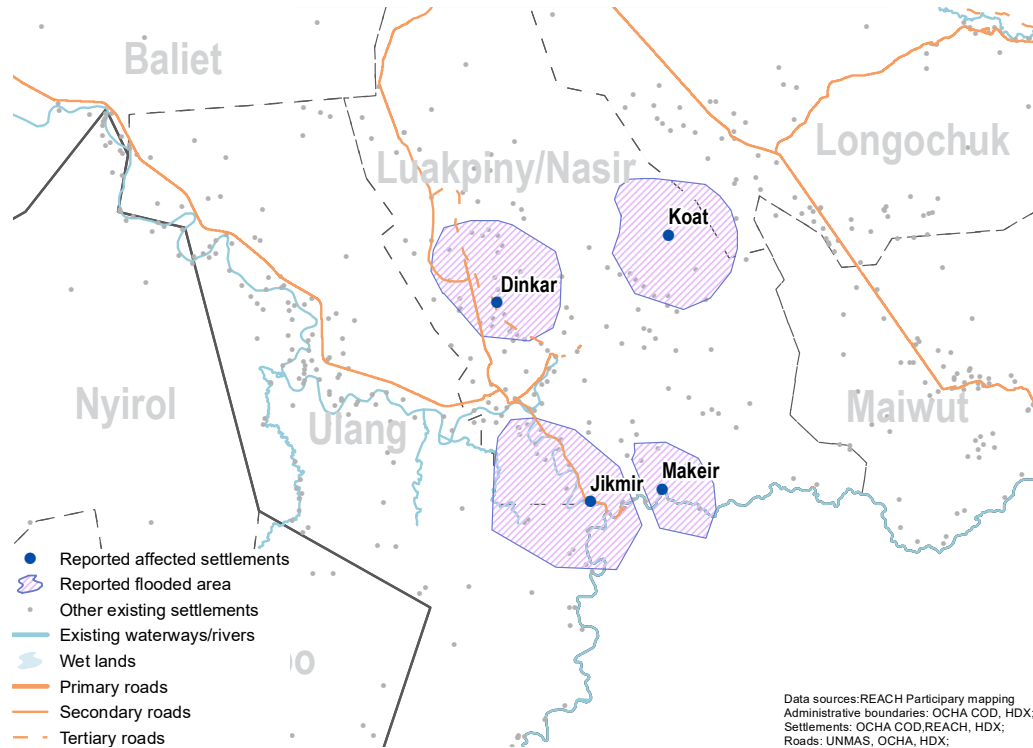 Baliet
Longochuk
Luakpiny/Nasir
Koat
Dinkar
Nyirol
Ulang
Maiwut
Makeir
Jikmir
Reported affected settlements
Reported flooded area
Other existing settlements
Existing waterways/rivers
Wet lands
Primary roads
Secondary roads
Tertiary roads
Data sources:REACH Participary mapping
Administrative boundaries: OCHA COD, HDX;
Settlements: OCHA COD,REACH, HDX;
Roads: UNMAS, OCHA, HDX;